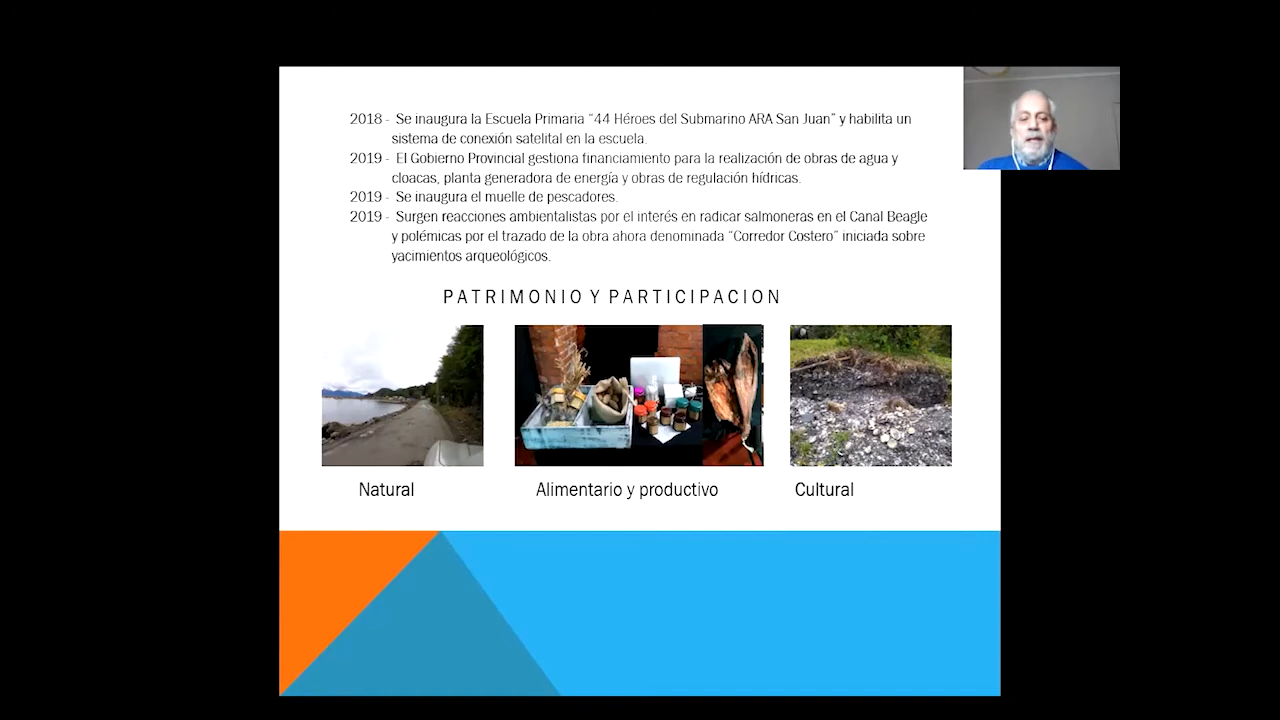 2018 - Se inaugura la Escuela Primaria “44 Héroes del Submarino ARA San Juan” y habilita un
sistema de conexión satelital en la escuela.
2019 - El Gobierno Provincial gestiona financiamiento para la realización de obras de agua y
cloacas, planta generadora de energía y obras de regulación hídricas.
2019 - Se inaugura el muelle de pescadores.
2019 - Surgen reacciones ambientalistas por el interés en radicar salmoneras en el Canal Beagle
y polémicas por el trazado de la obra ahora denominada “Corredor Costero” iniciada sobre
yacimientos arqueológicos.
PATRIMONIO Y PARTICIPACION
Natural
Alimentario y productivo
Cultural